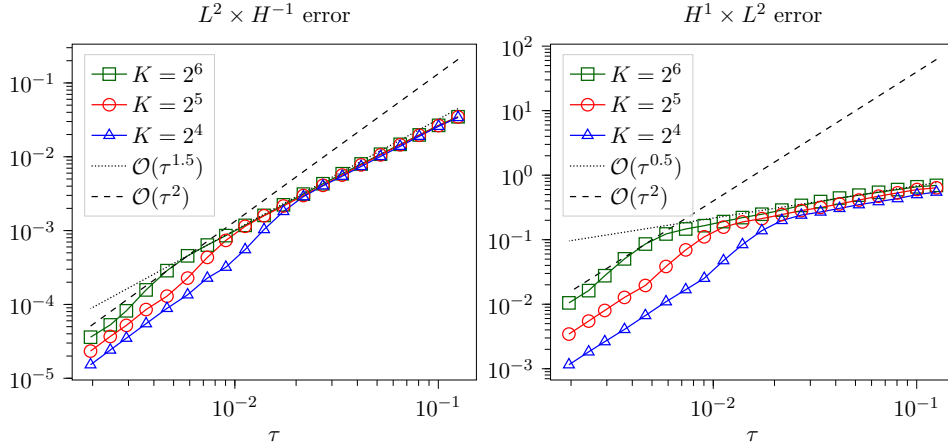 L² × H⁻¹ error
10⁻¹
10⁻²
10⁻³
10⁻⁴
10⁻⁵
K = 2⁶
K = 2⁵
K = 2⁴
𝒪(τ¹·⁵)
𝒪(τ²)
10⁻² 10⁻¹
τ
H¹ × L² error
10²
10¹
10⁰
10⁻¹
10⁻²
10⁻³
K = 2⁶
K = 2⁵
K = 2⁴
𝒪(τ⁰·⁵)
𝒪(τ²)
10⁻² 10⁻¹
τ